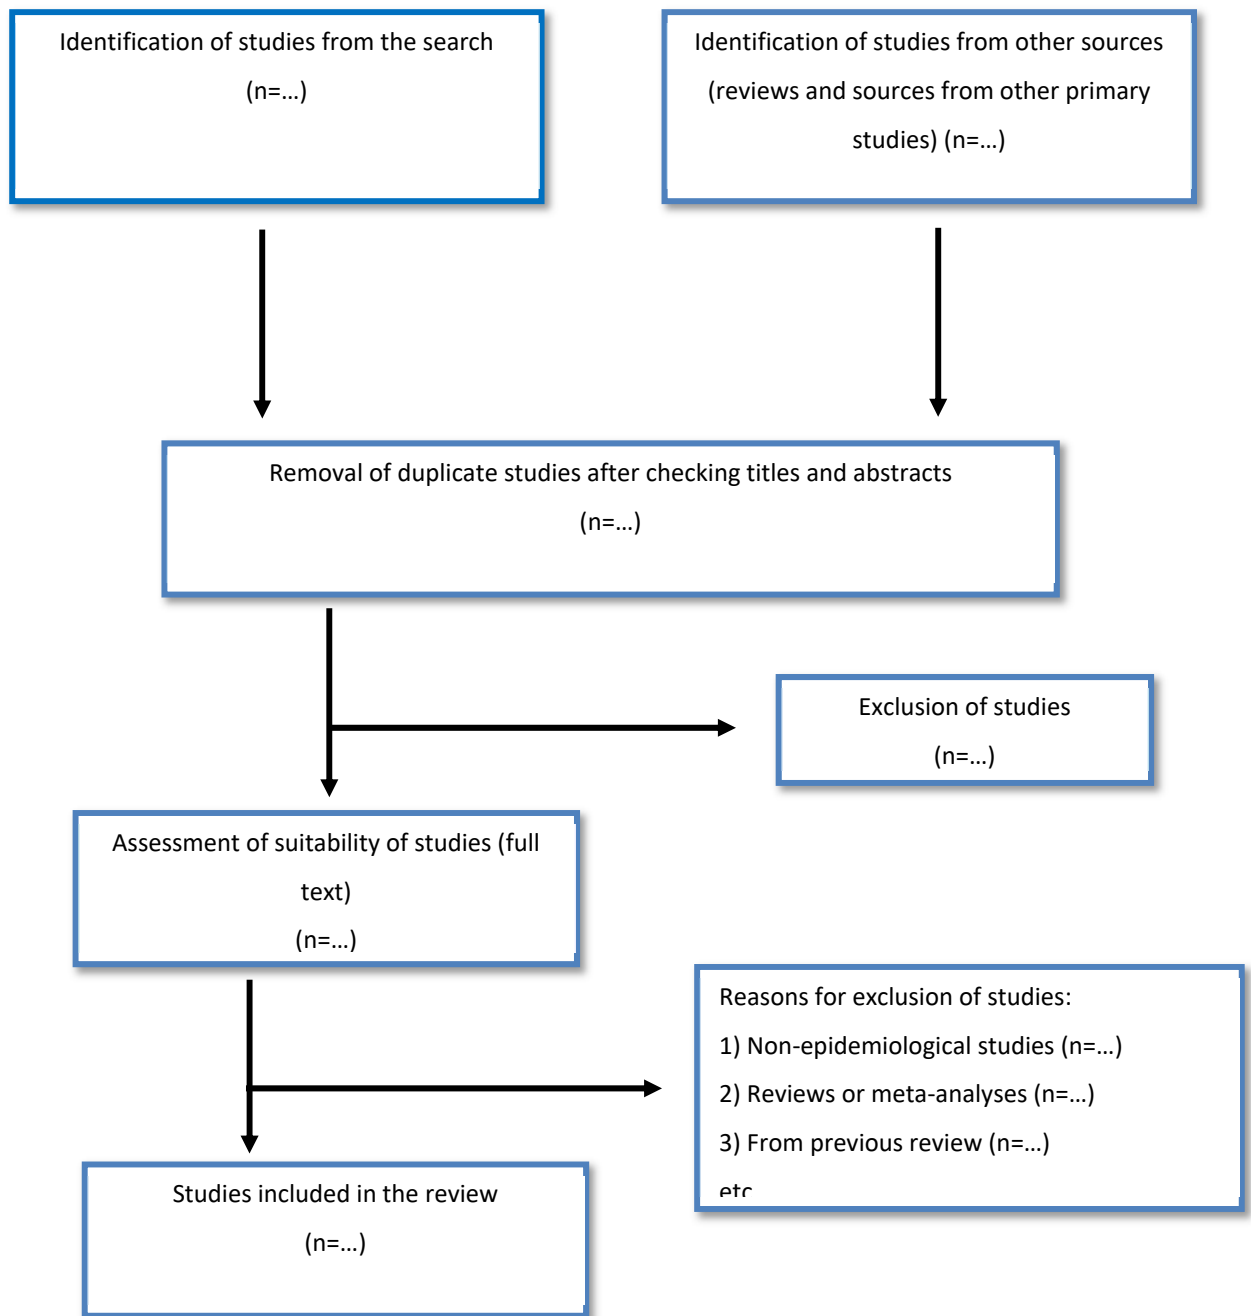 Identification of studies from the search
(n=…)
Identification of studies from other sources
(reviews and sources from other primary
studies) (n=…)
Removal of duplicate studies after checking titles and abstracts
(n=…)
Exclusion of studies
(n=…)
Assessment of suitability of studies (full
text)
(n=…)
Reasons for exclusion of studies:
1) Non-epidemiological studies (n=…)
2) Reviews or meta-analyses (n=…)
3) From previous review (n=…)
etc
Studies included in the review
(n=…)